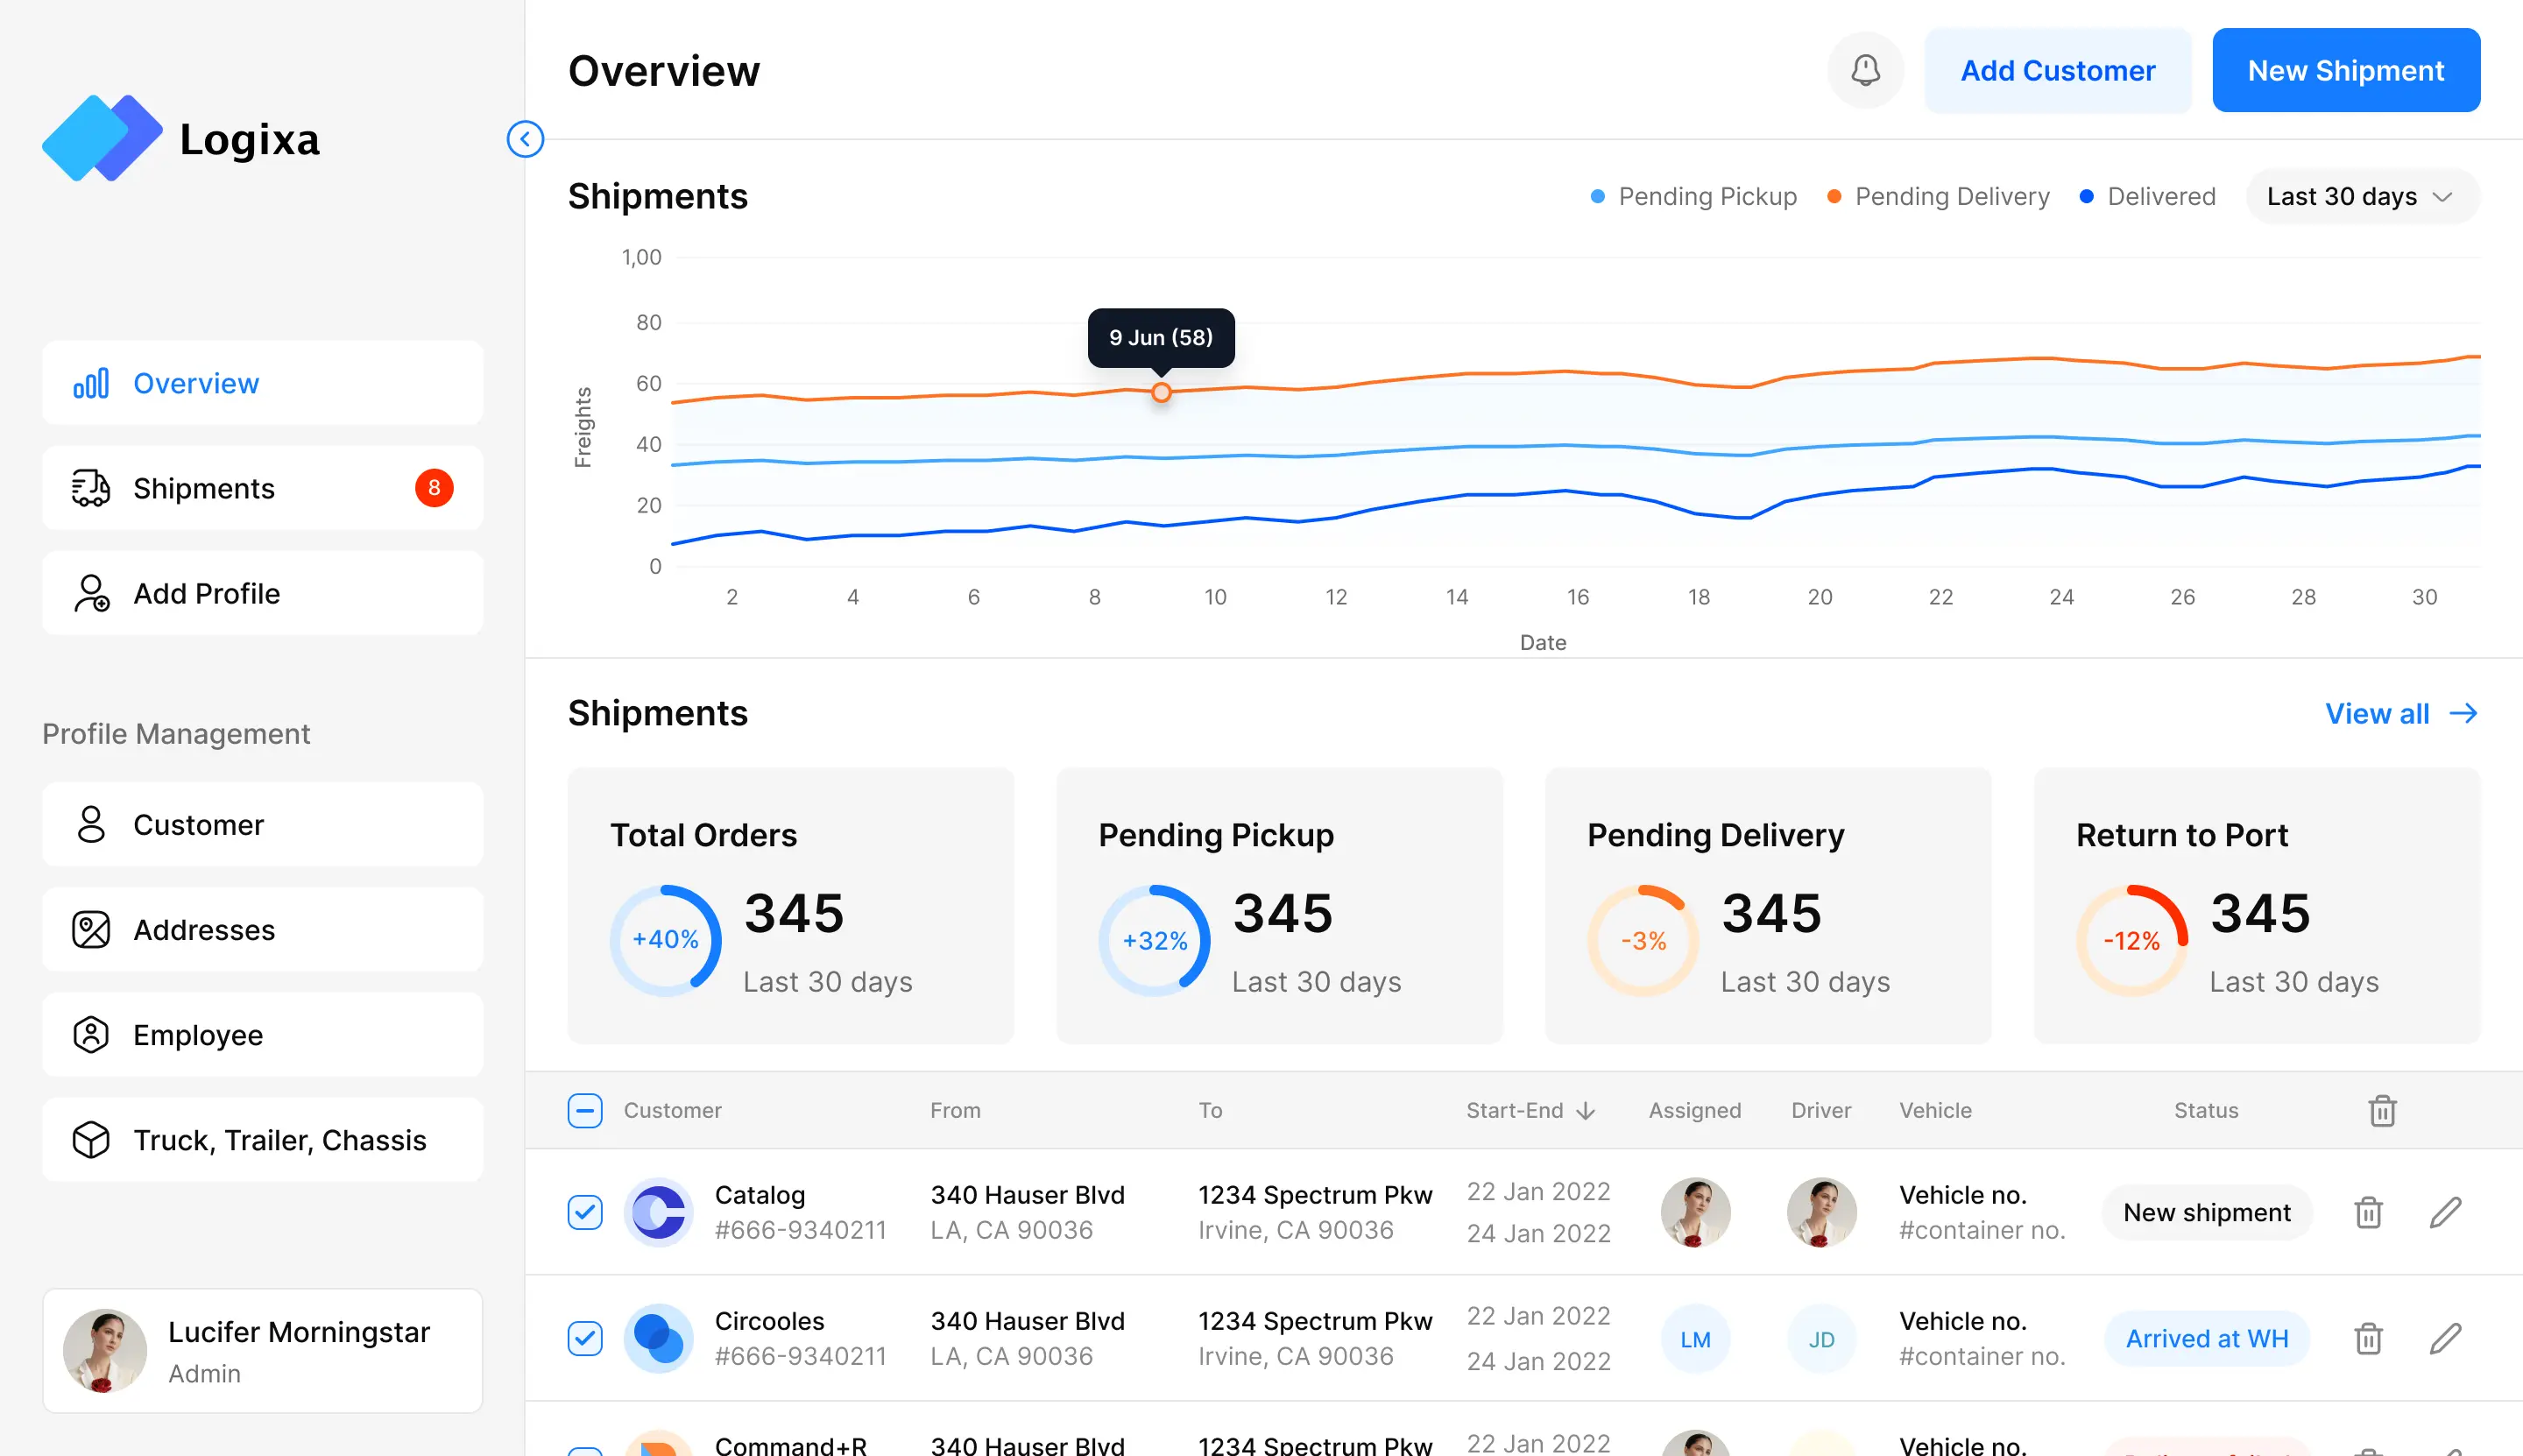 Logixa
Overview
Shipments
8
Add Profile
Profile Management
Customer
Addresses
Employee
Truck, Trailer, Chassis
Lucifer Morningstar
Admin
Overview
Add Customer
New Shipment
Shipments
Pending Pickup
Pending Delivery
Delivered
Last 30 days
1,00
80
60
40
20
0
Freights
9 Jun (58)
2 4 6 8 10 12 14 16 18 20 22 24 26 28 30
Date
Shipments
View all
Total Orders
+40%
345
Last 30 days
Pending Pickup
+32%
345
Last 30 days
Pending Delivery
-3%
345
Last 30 days
Return to Port
-12%
345
Last 30 days
Customer From To Start-End Assigned Driver Vehicle Status
Catalog 340 Hauser Blvd 1234 Spectrum Pkw 22 Jan 2022 Vehicle no. New shipment
#666-9340211 LA, CA 90036 Irvine, CA 90036 24 Jan 2022 #container no.
Circooles 340 Hauser Blvd 1234 Spectrum Pkw 22 Jan 2022 LM JD Vehicle no. Arrived at WH
#666-9340211 LA, CA 90036 Irvine, CA 90036 24 Jan 2022 #container no.
Command+R 340 Hauser Blvd 1234 Spectrum Pkw 22 Jan 2022 Vehicle no.